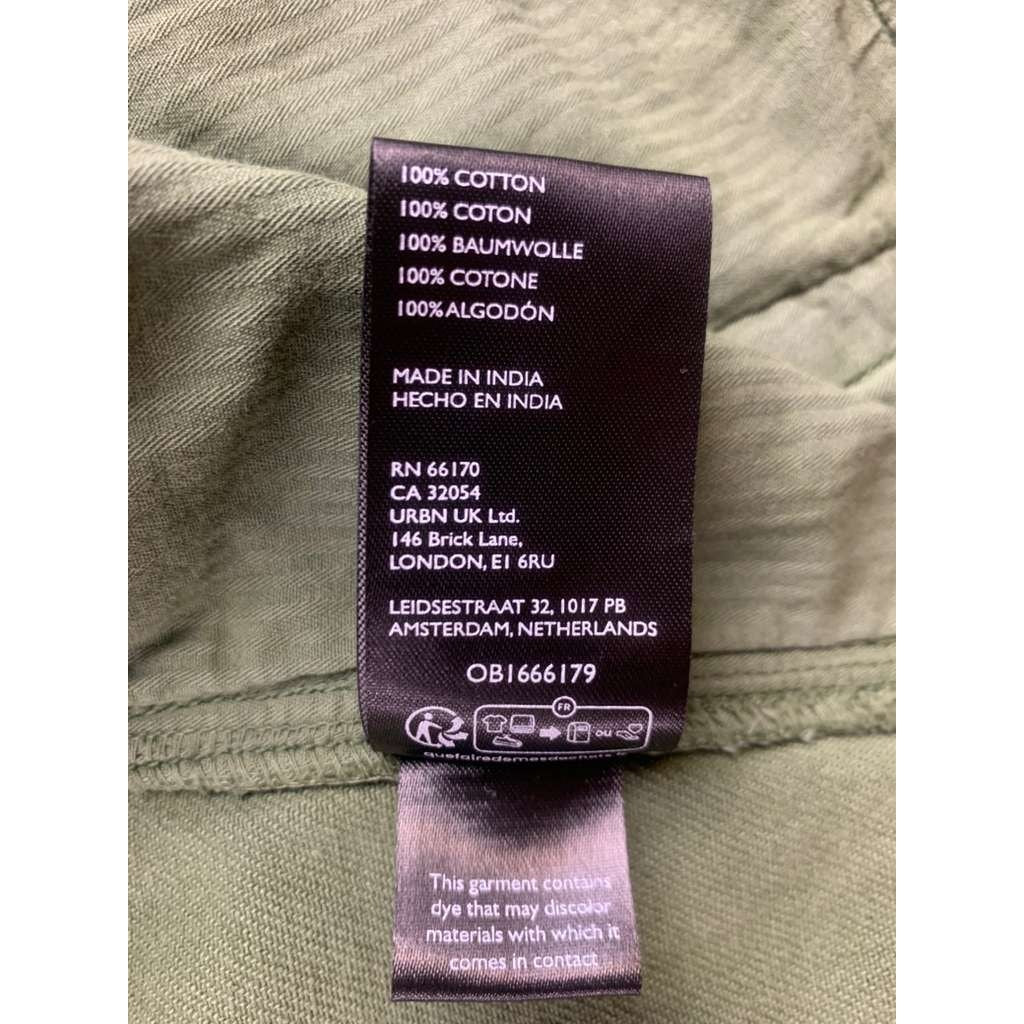 100% COTTON
100% COTON
100% BAUMWOLLE
100% COTONE
100% ALGODÓN
MADE IN INDIA
HECHO EN INDIA
RN 66170
CA 32054
URBN UK Ltd.
146 Brick Lane,
LONDON, E1 6RU
LEIDSESTRAAT 32, 1017 PB
AMSTERDAM, NETHERLANDS
OB1666179
FR
OU
This garment contains
dye that may discolor
materials with which it
comes in contact